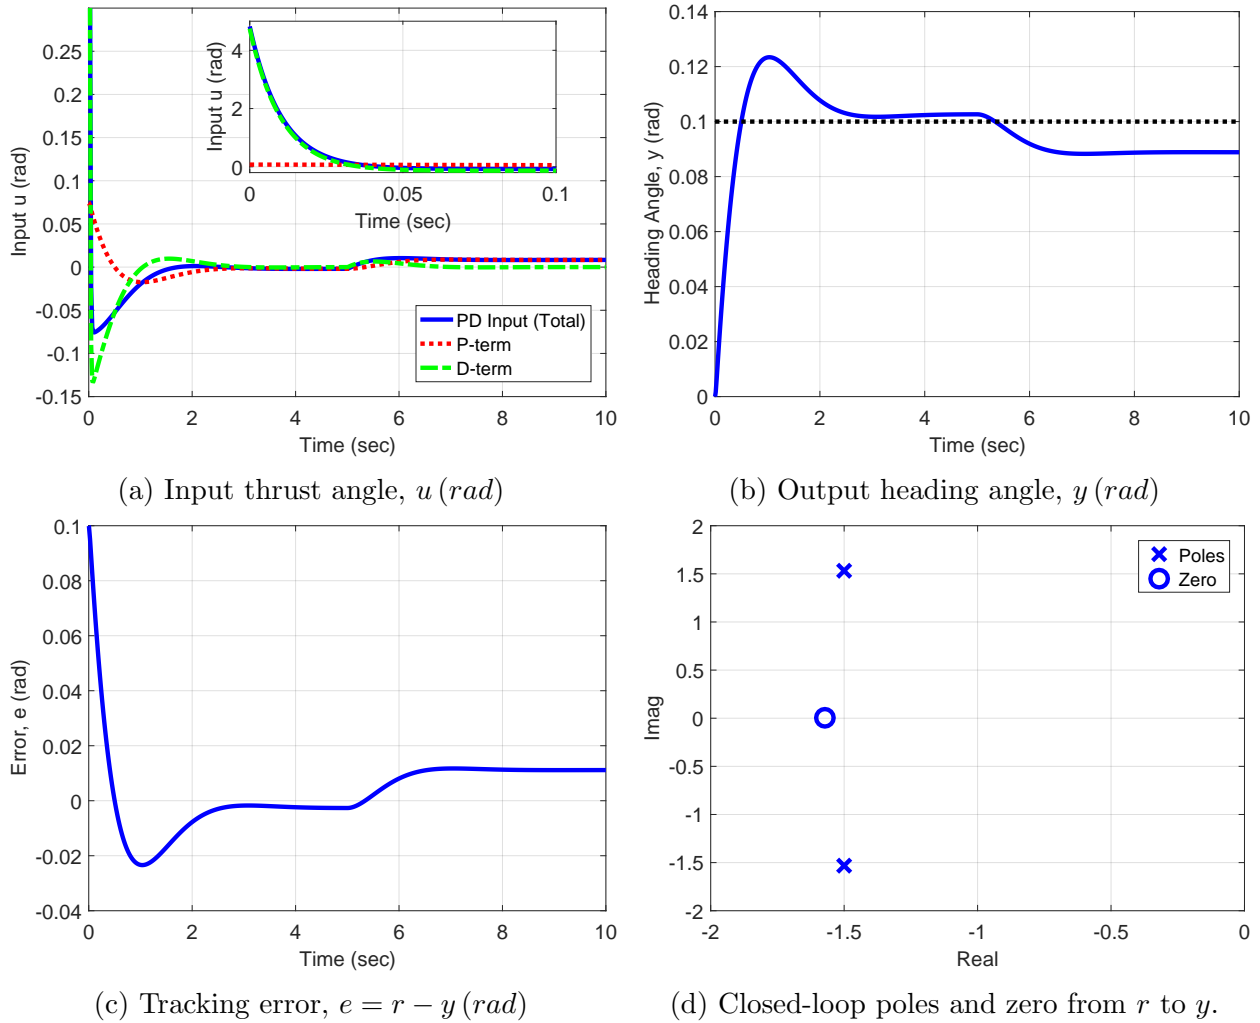 0.25
0.2
0.15
0.1
0.05
0
-0.05
-0.1
-0.15
Input u (rad)
0 2 4 6 8 10
Time (sec)
4
2
0
Input u (rad)
0 0.05 0.1
Time (sec)
PD Input (Total)
P-term
D-term
(a) Input thrust angle, u (rad)
0.14
0.12
0.1
0.08
0.06
0.04
0.02
0
Heading Angle, y (rad)
0 2 4 6 8 10
Time (sec)
(b) Output heading angle, y (rad)
0.1
0.08
0.06
0.04
0.02
0
-0.02
-0.04
Error, e (rad)
0 2 4 6 8 10
Time (sec)
(c) Tracking error, e = r − y (rad)
2
1.5
1
0.5
0
-0.5
-1
-1.5
-2
Imag
-2 -1.5 -1 -0.5 0
Real
Poles
Zero
(d) Closed-loop poles and zero from r to y.